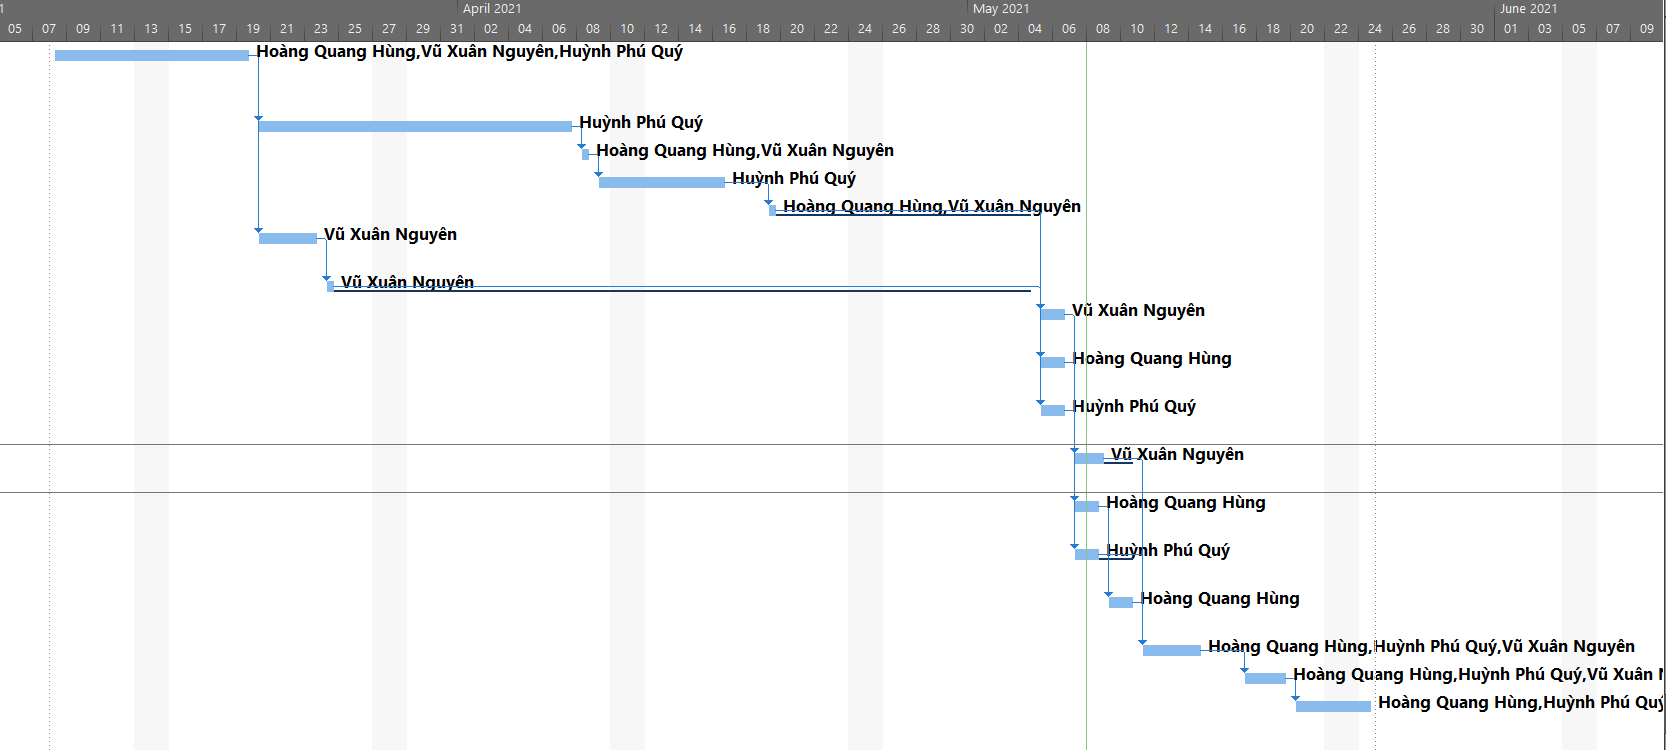 1 April 2021 May 2021 June 2021
05 07 09 11 13 15 17 19 21 23 25 27 29 31 02 04 06 08 10 12 14 16 18 20 22 24 26 28 30 02 04 06 08 10 12 14 16 18 20 22 24 26 28 30 01 03 05 07 09
Hoàng Quang Hùng,Vũ Xuân Nguyên,Huỳnh Phú Quý
Huỳnh Phú Quý
Hoàng Quang Hùng,Vũ Xuân Nguyên
Huỳnh Phú Quý
Hoàng Quang Hùng,Vũ Xuân Nguyên
Vũ Xuân Nguyên
Vũ Xuân Nguyên
Vũ Xuân Nguyên
Hoàng Quang Hùng
Huỳnh Phú Quý
Vũ Xuân Nguyên
Hoàng Quang Hùng
Huỳnh Phú Quý
Hoàng Quang Hùng
Hoàng Quang Hùng,Huỳnh Phú Quý,Vũ Xuân Nguyên
Hoàng Quang Hùng,Huỳnh Phú Quý,Vũ Xuân
Hoàng Quang Hùng,Huỳnh Phú Quý